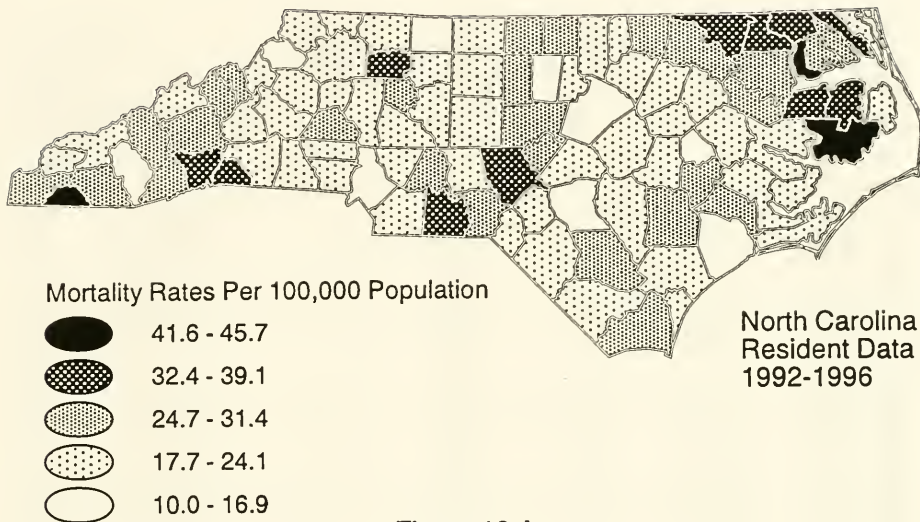 Mortality Rates Per 100,000 Population
41.6 - 45.7
32.4 - 39.1
24.7 - 31.4
17.7 - 24.1
10.0 - 16.9
North Carolina
Resident Data
1992-1996